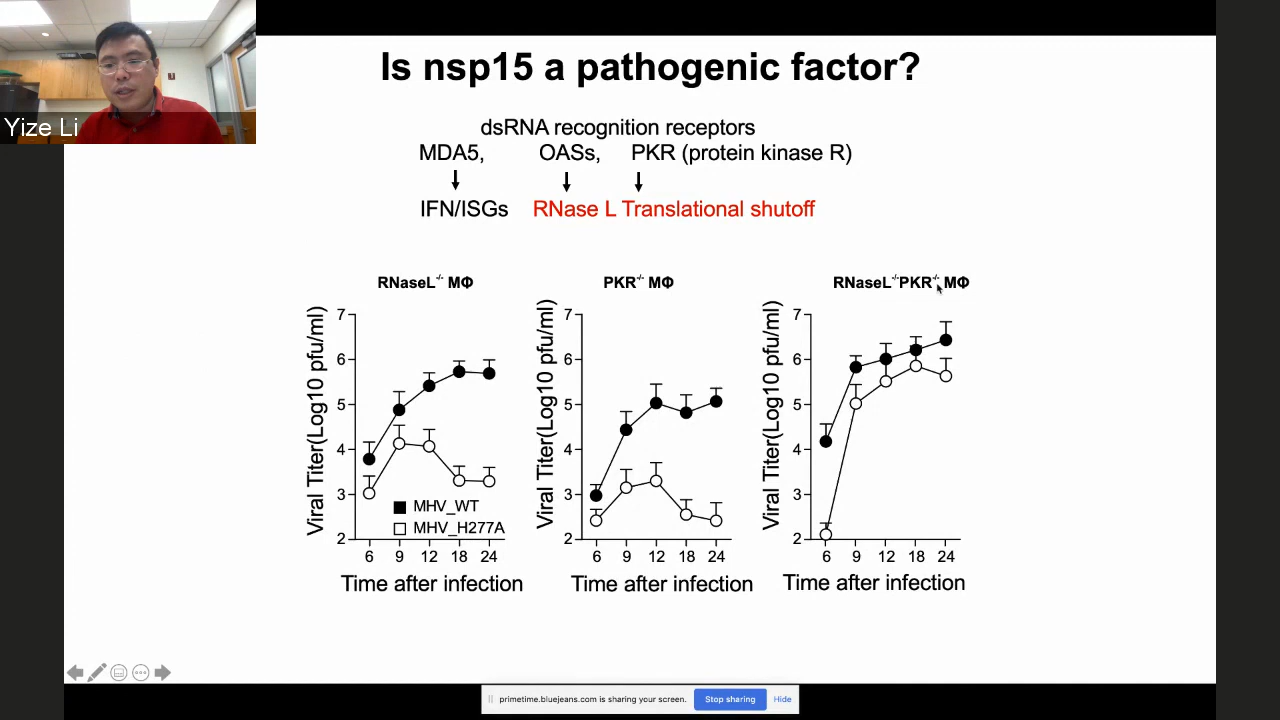 Yize Li
Is nsp15 a pathogenic factor?
dsRNA recognition receptors
MDA5, OASs, PKR (protein kinase R)
IFN/ISGs RNase L Translational shutoff
RNaseL-/- MΦ
Viral Titer(Log10 pfu/ml)
7
6
5
4
3
2
MHV_WT
MHV_H277A
6 9 12 18 24
Time after infection
PKR-/- MΦ
Viral Titer(Log10 pfu/ml)
7
6
5
4
3
2
6 9 12 18 24
Time after infection
RNaseL-/-PKR-/- MΦ
Viral Titer(Log10 pfu/ml)
7
6
5
4
3
2
6 9 12 18 24
Time after infection
primetime.bluejeans.com is sharing your screen. Stop sharing Hide